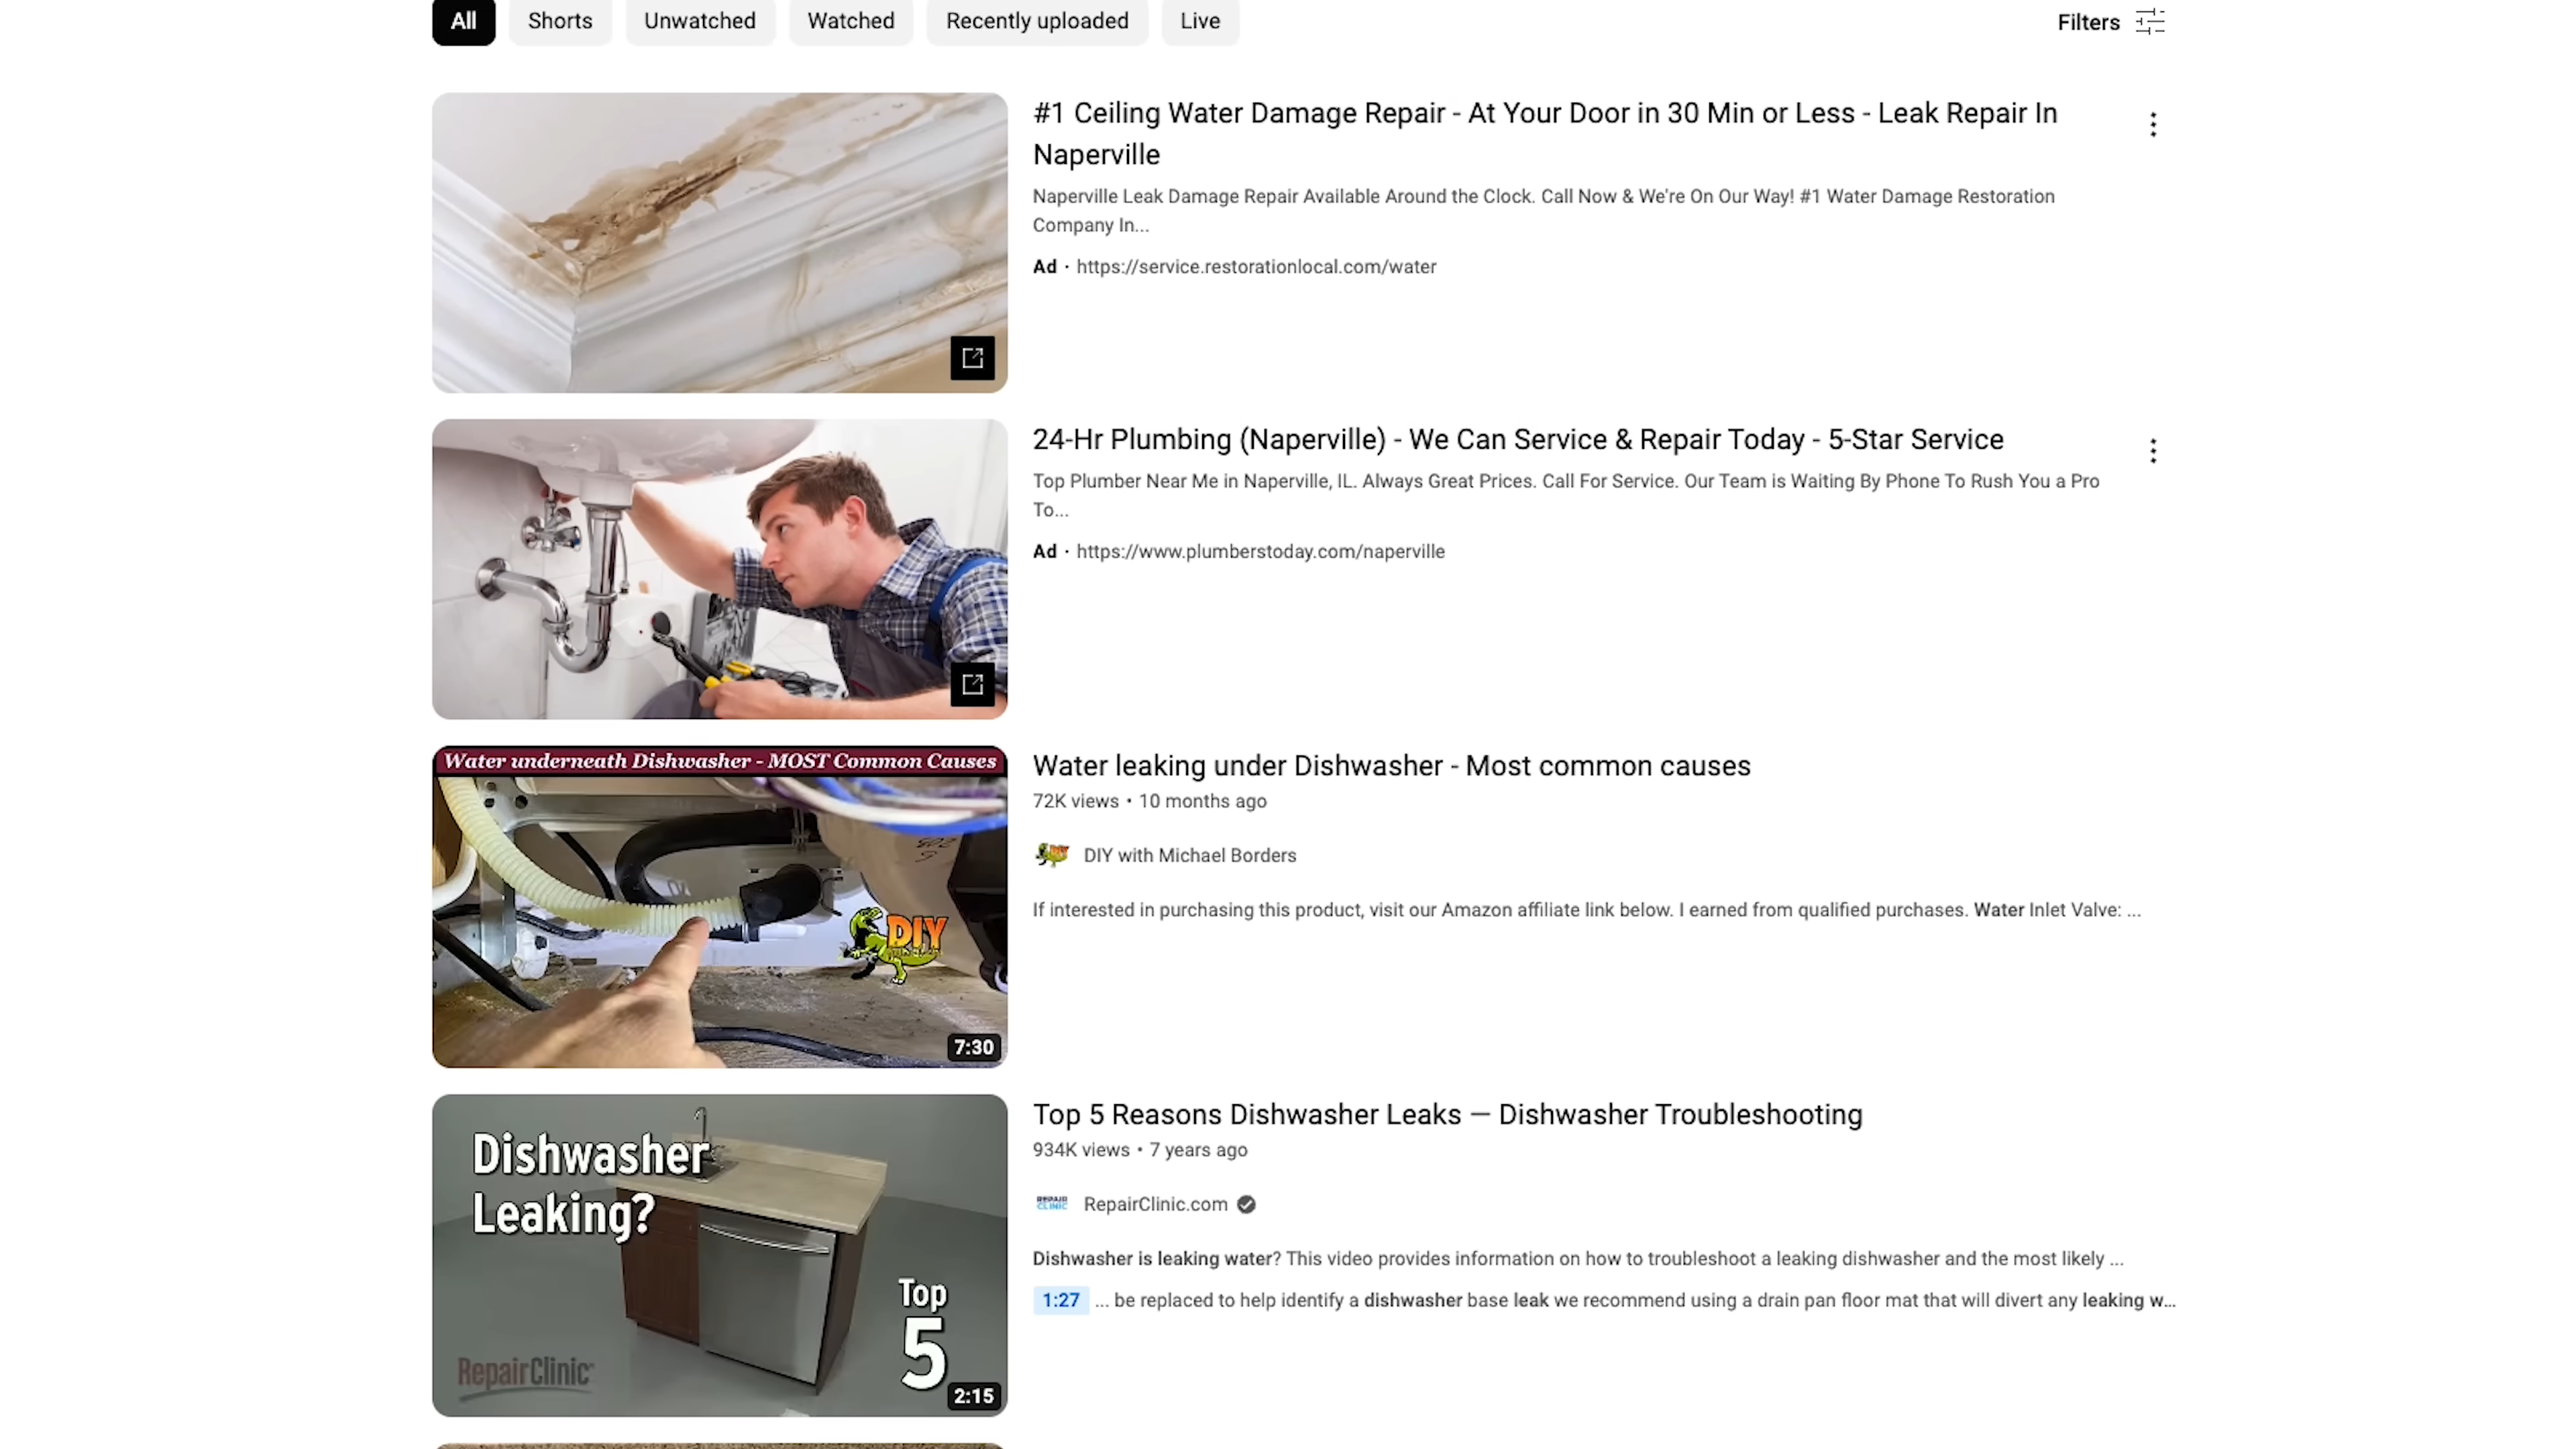 All
Shorts
Unwatched
Watched
Recently uploaded
Live
Filters
#1 Ceiling Water Damage Repair - At Your Door in 30 Min or Less - Leak Repair In
Naperville
Naperville Leak Damage Repair Available Around the Clock. Call Now & We're On Our Way! #1 Water Damage Restoration
Company In...
Ad · https://service.restorationlocal.com/water
24-Hr Plumbing (Naperville) - We Can Service & Repair Today - 5-Star Service
Top Plumber Near Me in Naperville, IL. Always Great Prices. Call For Service. Our Team is Waiting By Phone To Rush You a Pro
To...
Ad · https://www.plumberstoday.com/naperville
Water underneath Dishwasher - MOST Common Causes
DIY
7:30
Water leaking under Dishwasher - Most common causes
72K views • 10 months ago
DIY with Michael Borders
If interested in purchasing this product, visit our Amazon affiliate link below. I earned from qualified purchases. Water Inlet Valve: ...
Dishwasher
Leaking?
Top
5
RepairClinic
2:15
Top 5 Reasons Dishwasher Leaks — Dishwasher Troubleshooting
934K views • 7 years ago
REPAIR
CLINIC
RepairClinic.com
Dishwasher is leaking water? This video provides information on how to troubleshoot a leaking dishwasher and the most likely ...
1:27 ... be replaced to help identify a dishwasher base leak we recommend using a drain pan floor mat that will divert any leaking w...